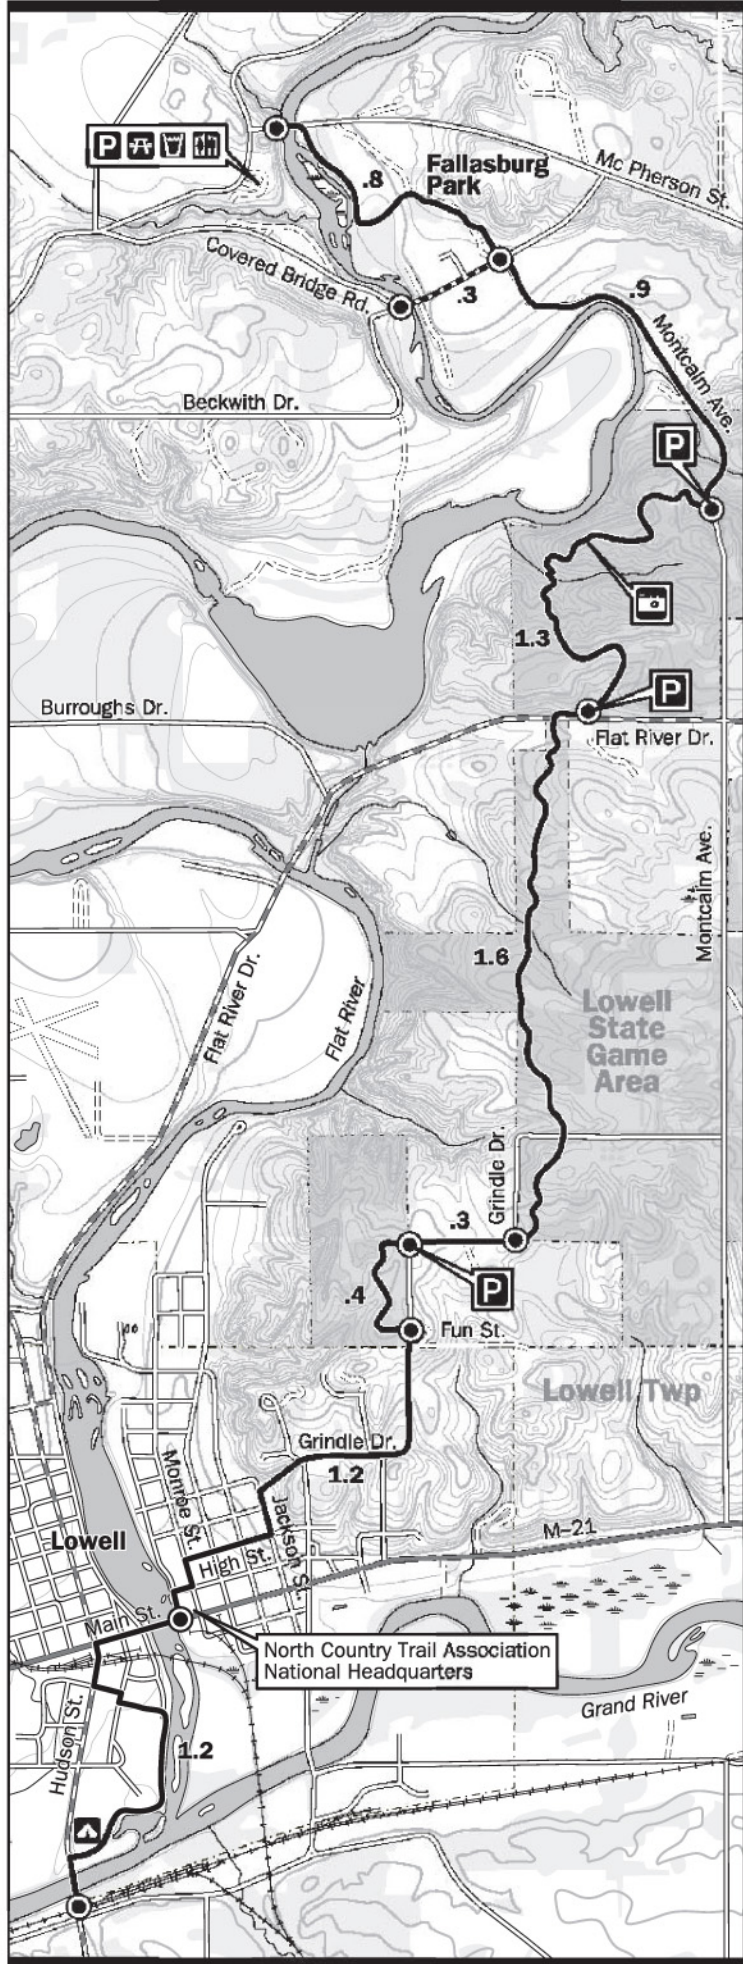 P
.8
Fallasburg
Park
Mc Pherson St.
Covered Bridge Rd.
.3
.9
Montcalm Ave.
Beckwith Dr.
P
1.3
P
Burroughs Dr.
Flat River Dr.
Montcalm Ave.
1.6
Flat River Dr.
Flat River
Lowell
State
Game
Area
Grindle Dr.
.3
P
.4
Fun St.
Lowell Twp
Grindle Dr.
1.2
Monroe St.
Jackson St.
M-21
Lowell
High St.
Main St.
North Country Trail Association
National Headquarters
Grand River
Hudson St.
1.2